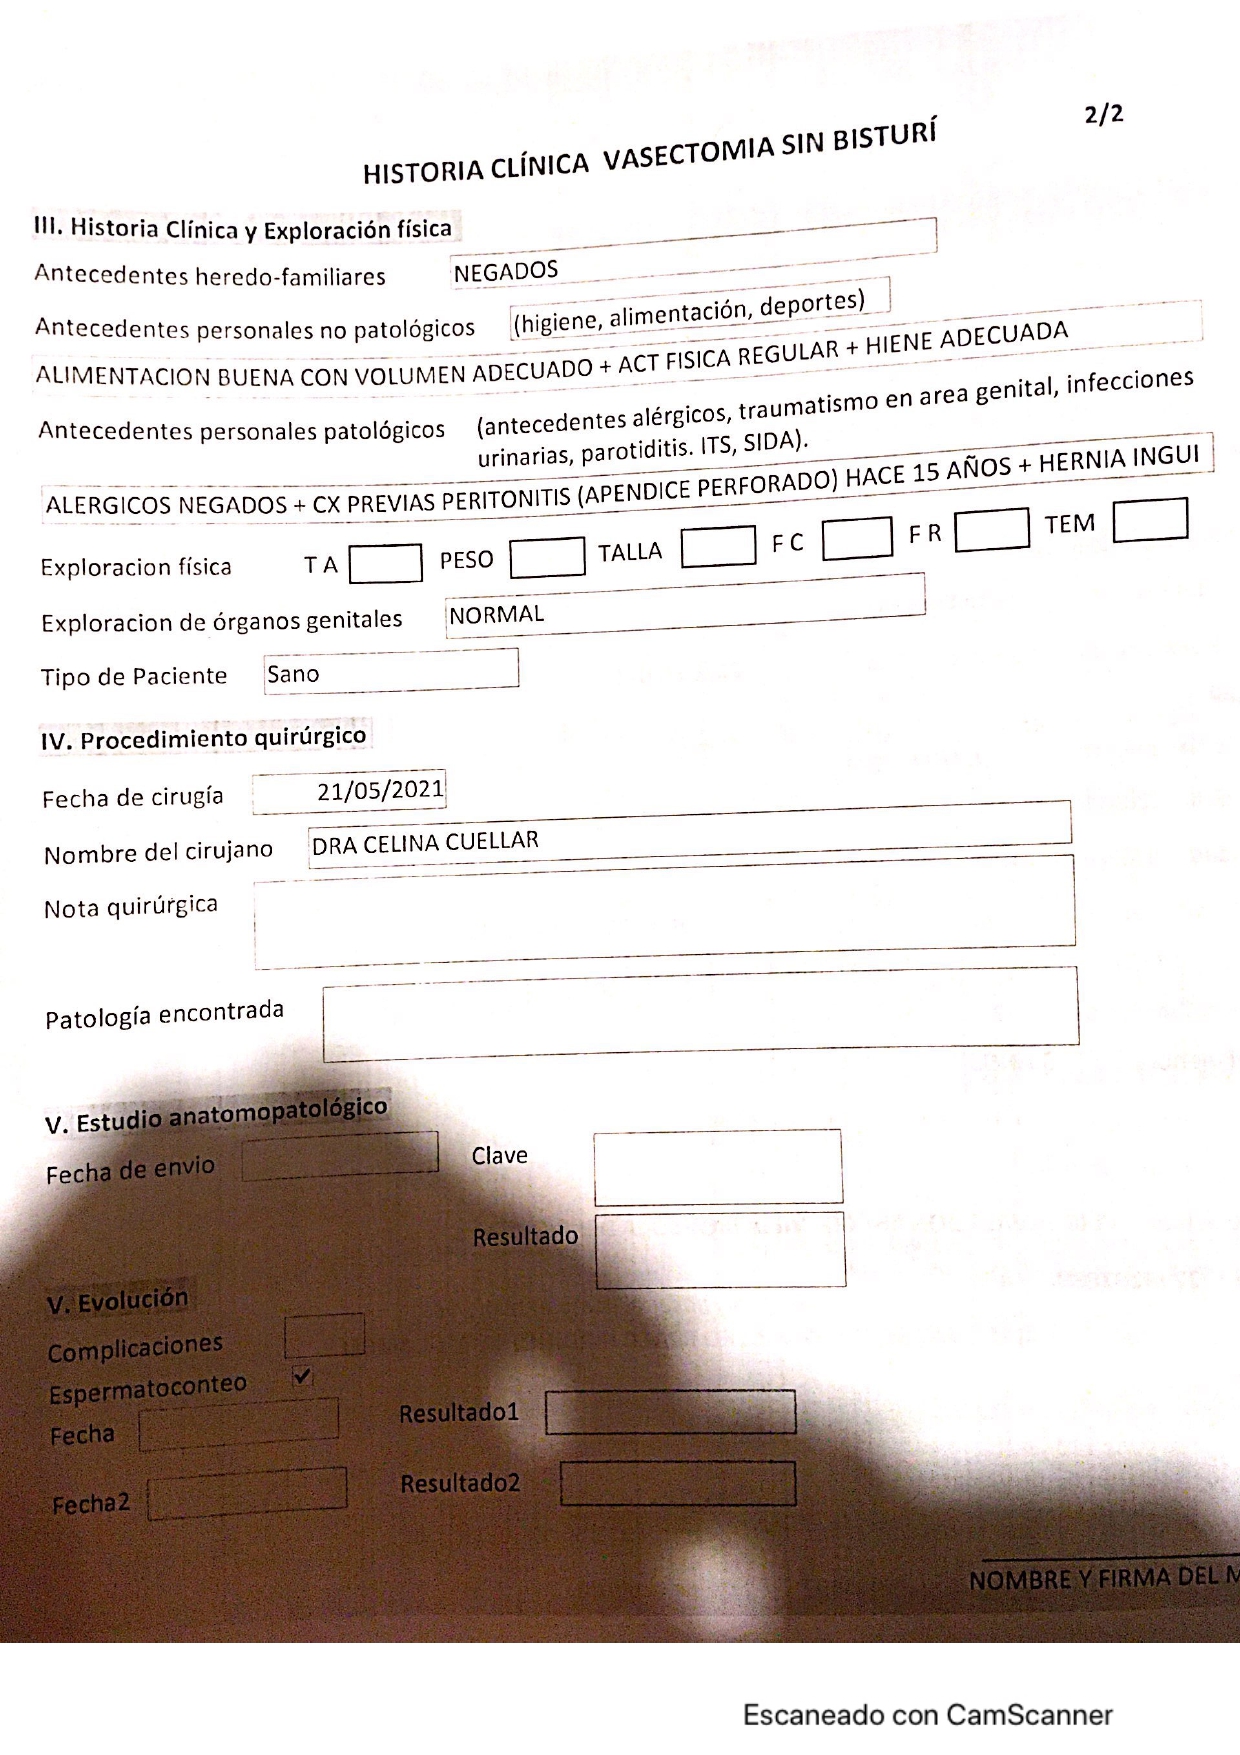 2/2
HISTORIA CLÍNICA VASECTOMIA SIN BISTURÍ
III. Historia Clínica y Exploración física
Antecedentes heredo-familiares NEGADOS
Antecedentes personales no patológicos (higiene, alimentación, deportes)
ALIMENTACION BUENA CON VOLUMEN ADECUADO + ACT FISICA REGULAR + HIENE ADECUADA
Antecedentes personales patológicos (antecedentes alérgicos, traumatismo en area genital, infecciones
urinarias, parotiditis. ITS, SIDA).
ALERGICOS NEGADOS + CX PREVIAS PERITONITIS (APENDICE PERFORADO) HACE 15 AÑOS + HERNIA INGUI
Exploracion física T A PESO TALLA F C F R TEM
Exploracion de órganos genitales NORMAL
Tipo de Paciente Sano
IV. Procedimiento quirúrgico
Fecha de cirugía 21/05/2021
Nombre del cirujano DRA CELINA CUELLAR
Nota quirúrgica
Patología encontrada
V. Estudio anatomopatológico
Fecha de envio Clave
Resultado
V. Evolución
Complicaciones
Espermatoconteo ✔
Fecha Resultado1
Fecha2 Resultado2
NOMBRE Y FIRMA DEL M
Escaneado con CamScanner